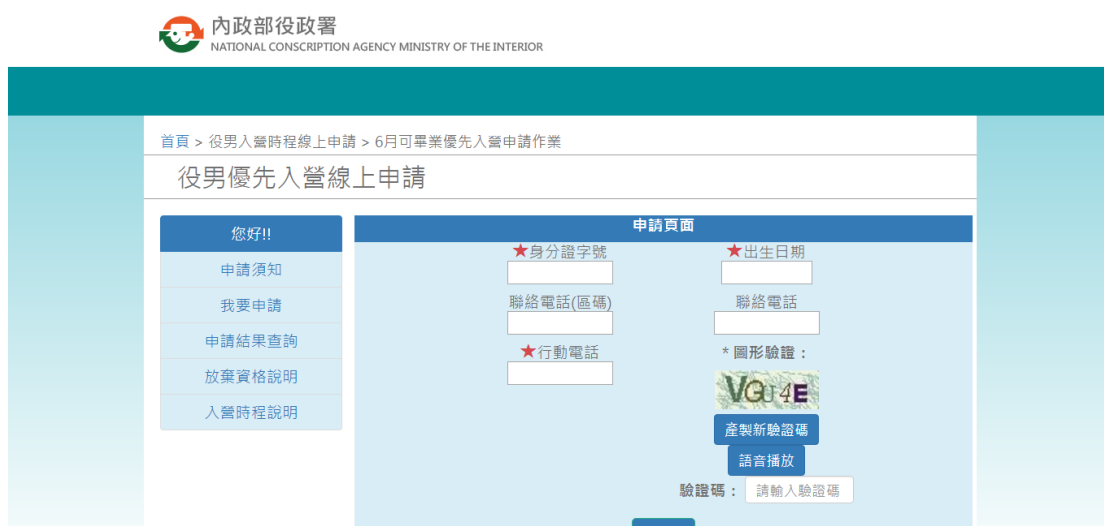 內政部役政署
NATIONAL CONSCRIPTION AGENCY MINISTRY OF THE INTERIOR
首頁 > 役男入營時程線上申請 > 6月可畢業優先入營申請作業
役男優先入營線上申請
您好!!
申請須知
我要申請
申請結果查詢
放棄資格說明
入營時程說明
申請頁面
★身分證字號
★出生日期
聯絡電話(區碼)
聯絡電話
★行動電話
* 圖形驗證：
VGU4E
產製新驗證碼
語音播放
驗證碼： 請輸入驗證碼